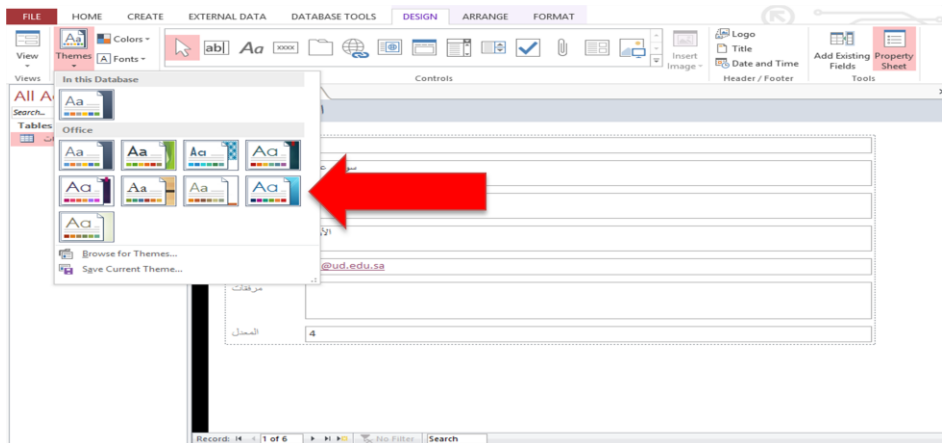 FILE HOME CREATE EXTERNAL DATA DATABASE TOOLS DESIGN ARRANGE FORMAT
View
Themes
Colors
Fonts
ab|
Aa
xxxx
Insert
Image
Logo
Title
Date and Time
Add Existing
Fields
Property
Sheet
Views
Controls
Header / Footer
Tools
All A
Search..
Tables
In this Database
Aa
Office
Aa Aa Aa Aa
Aa Aa Aa Aa
Aa
Browse for Themes...
Save Current Theme...
@ud.edu.sa
مرفقات
المعدل
4
Record: 1 of 6 No Filter Search